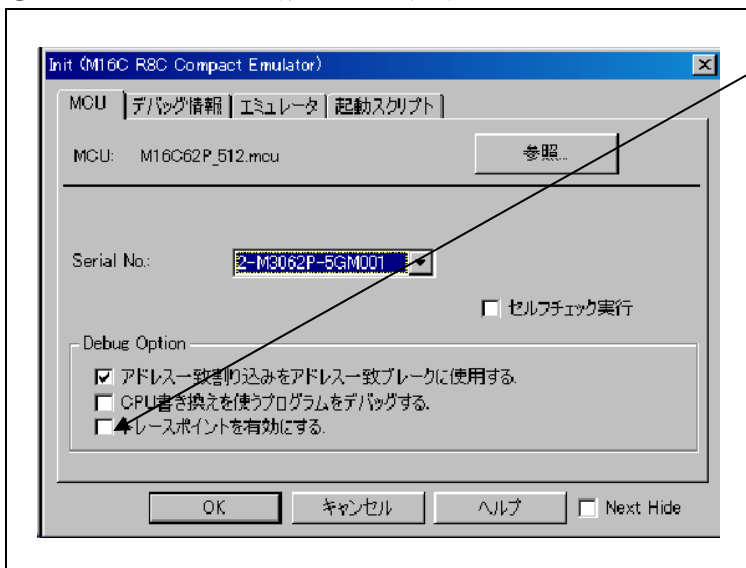 Init (M16C R8C Compact Emulator)
MCU デバッグ情報 エミュレータ 起動スクリプト
MCU: M16C62P_512.mcu 参照...
Serial No.: 2-M3062P-5GM001
セルフチェック実行
Debug Option
アドレス一致割り込みをアドレス一致ブレークに使用する.
CPU書き換えを使うプログラムをデバッグする.
トレースポイントを有効にする.
OK キャンセル ヘルプ Next Hide